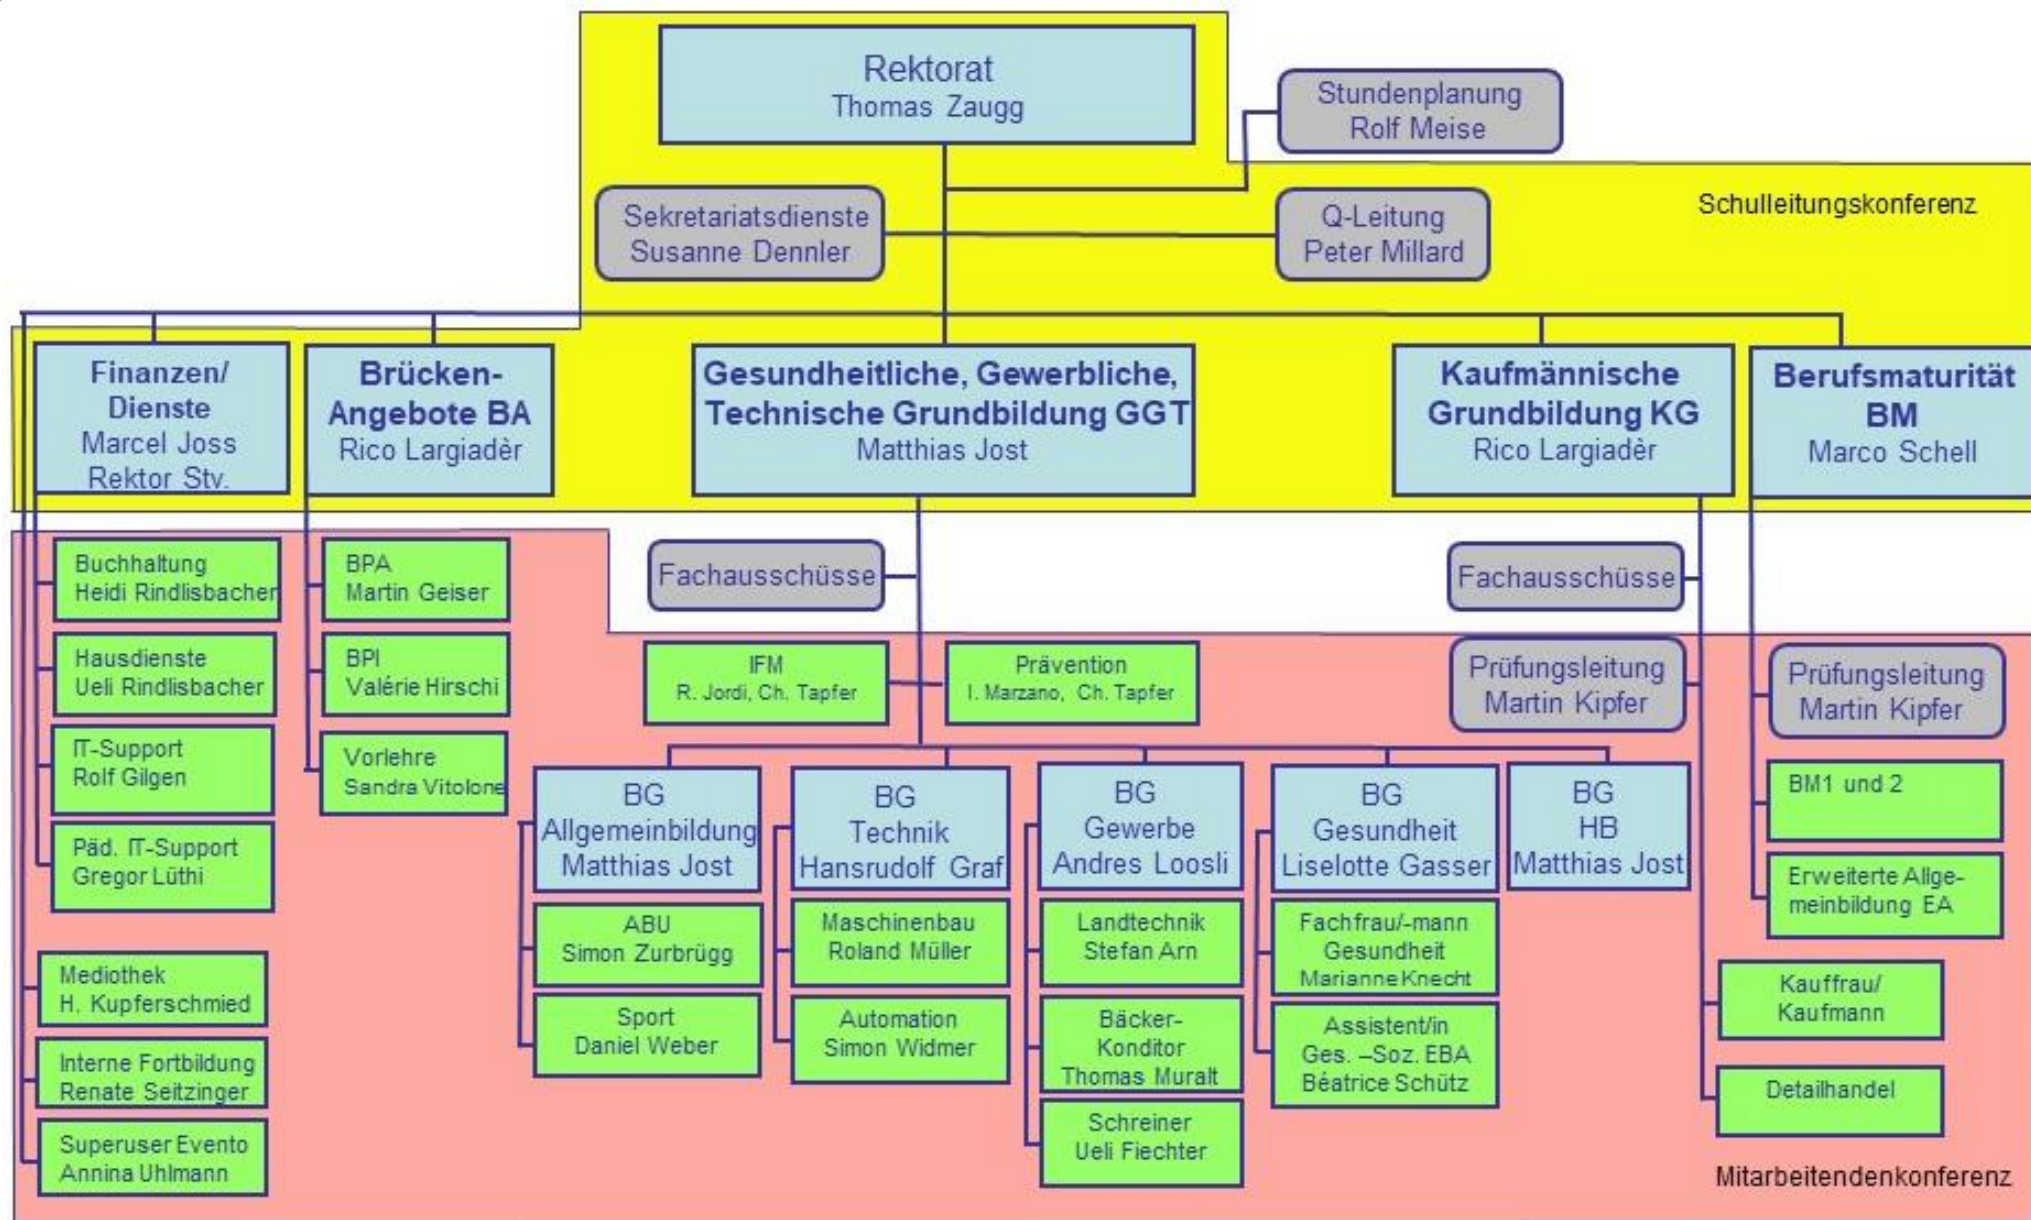 Rektorat
Thomas Zaugg
Stundenplanung
Rolf Meise
Sekretariatsdienste
Susanne Dennler
Q-Leitung
Peter Millard
Schulleitungskonferenz
Finanzen/
Dienste
Marcel Joss
Rektor Stv.
Brücken-
Angebote BA
Rico Largiadèr
Gesundheitliche, Gewerbliche,
Technische Grundbildung GGT
Matthias Jost
Kaufmännische
Grundbildung KG
Rico Largiadèr
Berufsmaturität
BM
Marco Schell
Buchhaltung
Heidi Rindlisbacher
Hausdienste
Ueli Rindlisbacher
IT-Support
Rolf Gilgen
Päd. IT-Support
Gregor Lüthi
Mediothek
H. Kupferschmied
Interne Fortbildung
Renate Seitzinger
Superuser Evento
Annina Uhlmann
BPA
Martin Geiser
BPI
Valérie Hirschi
Vorlehre
Sandra Vitolone
Fachausschüsse
IFM
R. Jordi, Ch. Tapfer
Prävention
I. Marzano, Ch. Tapfer
BG
Allgemeinbildung
Matthias Jost
ABU
Simon Zurbrügg
Sport
Daniel Weber
BG
Technik
Hansrudolf Graf
Maschinenbau
Roland Müller
Automation
Simon Widmer
BG
Gewerbe
Andres Loosli
Landtechnik
Stefan Arn
Bäcker-
Konditor
Thomas Muralt
Schreiner
Ueli Fiechter
BG
Gesundheit
Liselotte Gasser
Fachfrau/-mann
Gesundheit
Marianne Knecht
Assistent/in
Ges. –Soz. EBA
Béatrice Schütz
BG
HB
Matthias Jost
Fachausschüsse
Prüfungsleitung
Martin Kipfer
Kauffrau/
Kaufmann
Detailhandel
Prüfungsleitung
Martin Kipfer
BM1 und 2
Erweiterte Allge-
meinbildung EA
Mitarbeitendenkonferenz